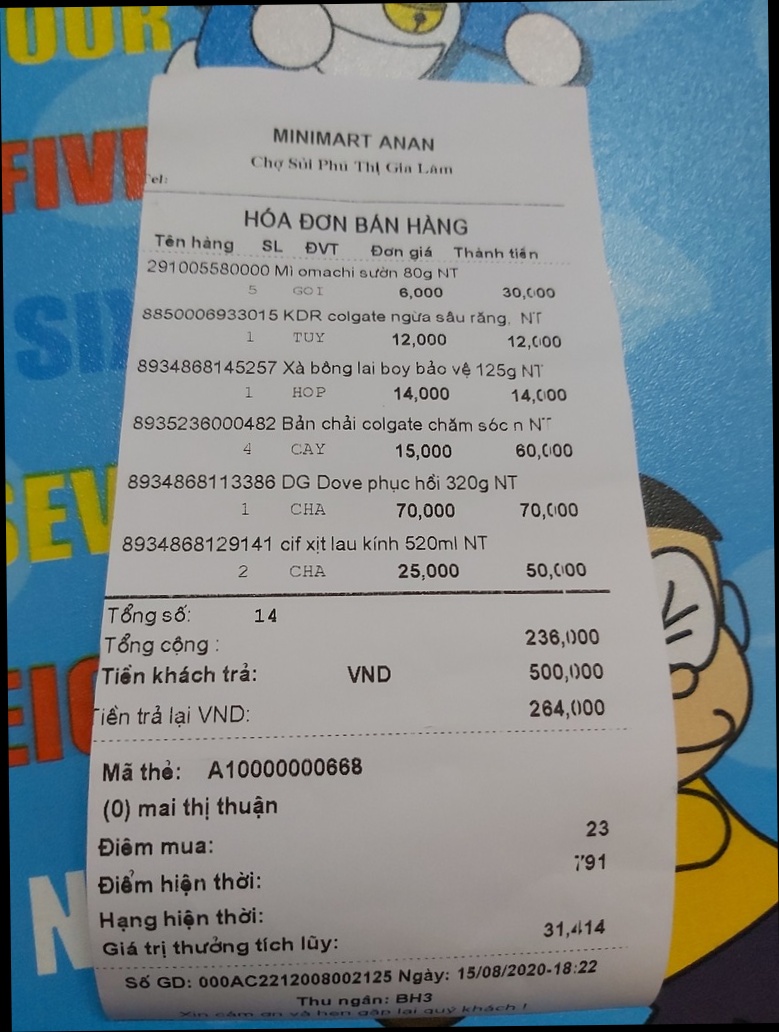 OUR
FIVE
SIX
SEV
EIG
N
MINIMART ANAN
Chợ Sủi Phú Thị Gia Lâm
Tel:
HÓA ĐƠN BÁN HÀNG
Tên hàng SL ĐVT Đơn giá Thành tiền
291005580000 Mì omachi sườn 80g NT
5 GOI 6,000 30,000
8850006933015 KDR colgate ngừa sâu răng, NT
1 TUY 12,000 12,000
8934868145257 Xà bông lai boy bảo vệ 125g NT
1 HOP 14,000 14,000
8935236000482 Bản chải colgate chăm sóc n NT
4 CAY 15,000 60,000
8934868113386 DG Dove phục hồi 320g NT
1 CHA 70,000 70,000
8934868129141 cif xịt lau kính 520ml NT
2 CHA 25,000 50,000
Tổng số: 14
Tổng cộng : 236,000
Tiền khách trả: VND 500,000
Tiền trả lại VND: 264,000
Mã thẻ: A10000000668
(0) mai thị thuận
Điểm mua: 23
Điểm hiện thời: 791
Hạng hiện thời:
Giá trị thưởng tích lũy: 31,414
Số GD: 000AC2212008002125 Ngày: 15/08/2020-18:22
Thu ngân: BH3
Xin cảm ơn và hẹn gặp lại quý khách !